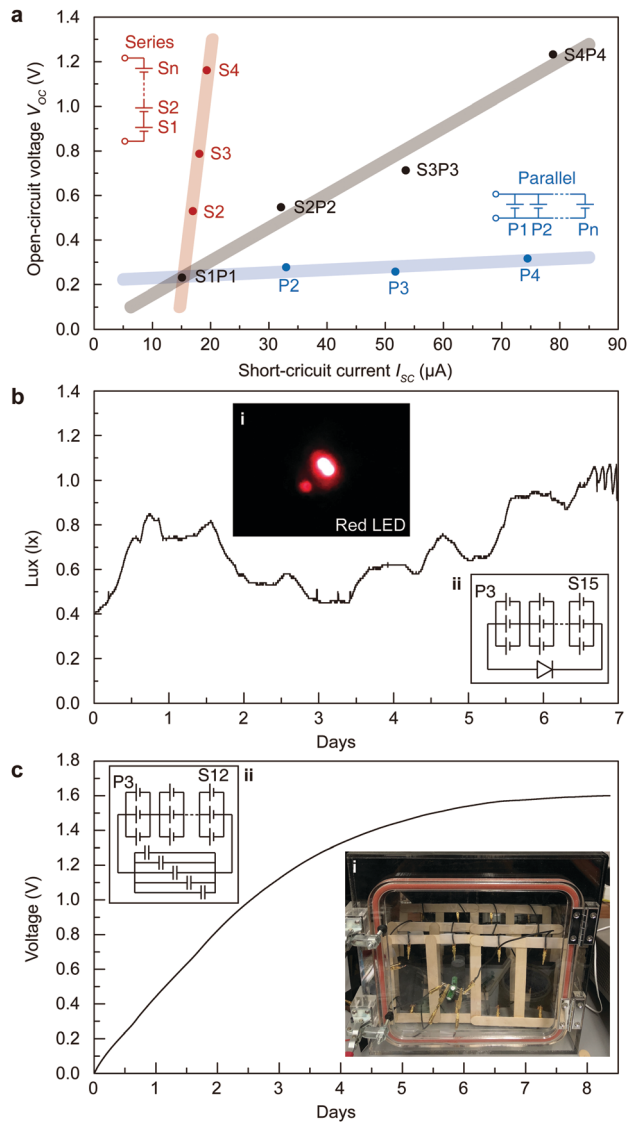 a
1.4
1.2
1.0
0.8
0.6
0.4
0.2
0.0
Open-circuit voltage VOC (V)
Series
Sn
S2
S1
S4
S3
S2
S1P1
S2P2
S3P3
S4P4
Parallel
P1 P2 Pn
P2
P3
P4
0 10 20 30 40 50 60 70 80 90
Short-cricuit current ISC (µA)
b
1.4
1.2
1.0
0.8
0.6
0.4
0.2
0.0
Lux (lx)
i
Red LED
ii
P3
S15
0 1 2 3 4 5 6 7
Days
c
1.8
1.6
1.4
1.2
1.0
0.8
0.6
0.4
0.2
0.0
Voltage (V)
P3
S12
ii
i
0 1 2 3 4 5 6 7 8
Days